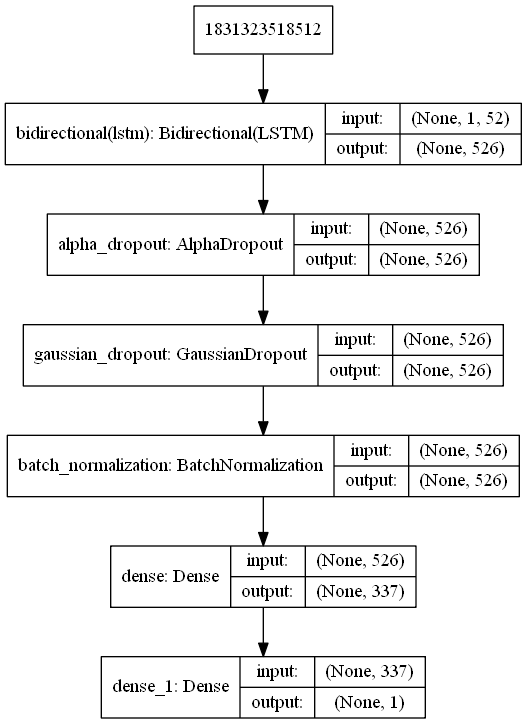 1831323518512
bidirectional(lstm): Bidirectional(LSTM)
input: (None, 1, 52)
output: (None, 526)
alpha_dropout: AlphaDropout
input: (None, 526)
output: (None, 526)
gaussian_dropout: GaussianDropout
input: (None, 526)
output: (None, 526)
batch_normalization: BatchNormalization
input: (None, 526)
output: (None, 526)
dense: Dense
input: (None, 526)
output: (None, 337)
dense_1: Dense
input: (None, 337)
output: (None, 1)